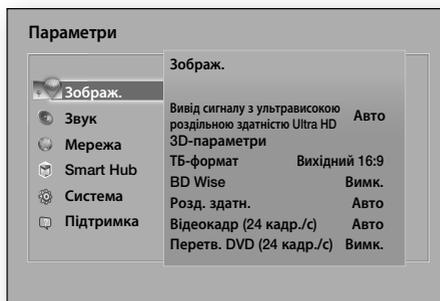 Параметри
Зображ.
Звук
Мережа
Smart Hub
Система
Підтримка
Зображ.
Вивід сигналу з ультрависокою
роздільною здатністю Ultra HD Авто
3D-параметри
ТБ-формат Вихідний 16:9
BD Wise Вимк.
Розд. здатн. Авто
Відеокадр (24 кадр./с) Авто
Перетв. DVD (24 кадр./с) Вимк.